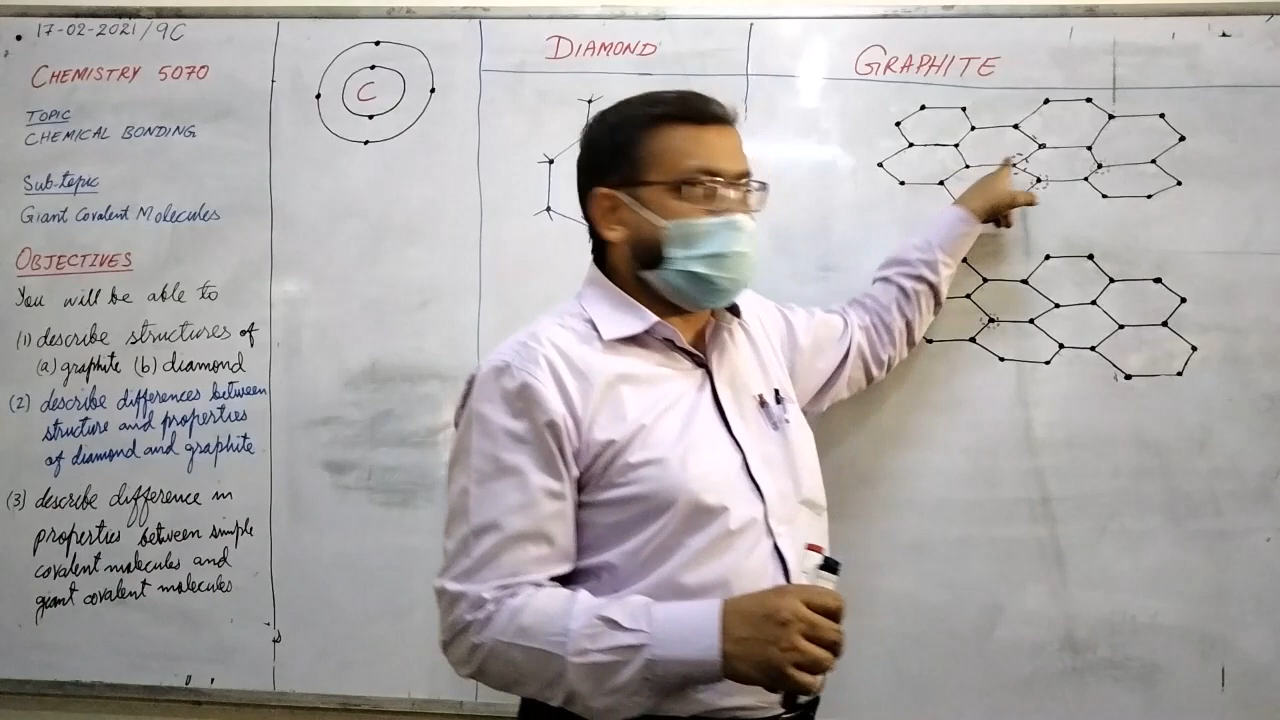 17-02-2021/9C
CHEMISTRY 5070
TOPIC
CHEMICAL BONDING
Sub-topic
Giant Covalent Molecules
OBJECTIVES
You will be able to
(1) describe structures of
(a) graphite (b) diamond
(2) describe differences between
structure and properties
of diamond and graphite
(3) describe difference in
properties between simple
covalent molecules and
giant covalent molecules
C
DIAMOND
GRAPHITE